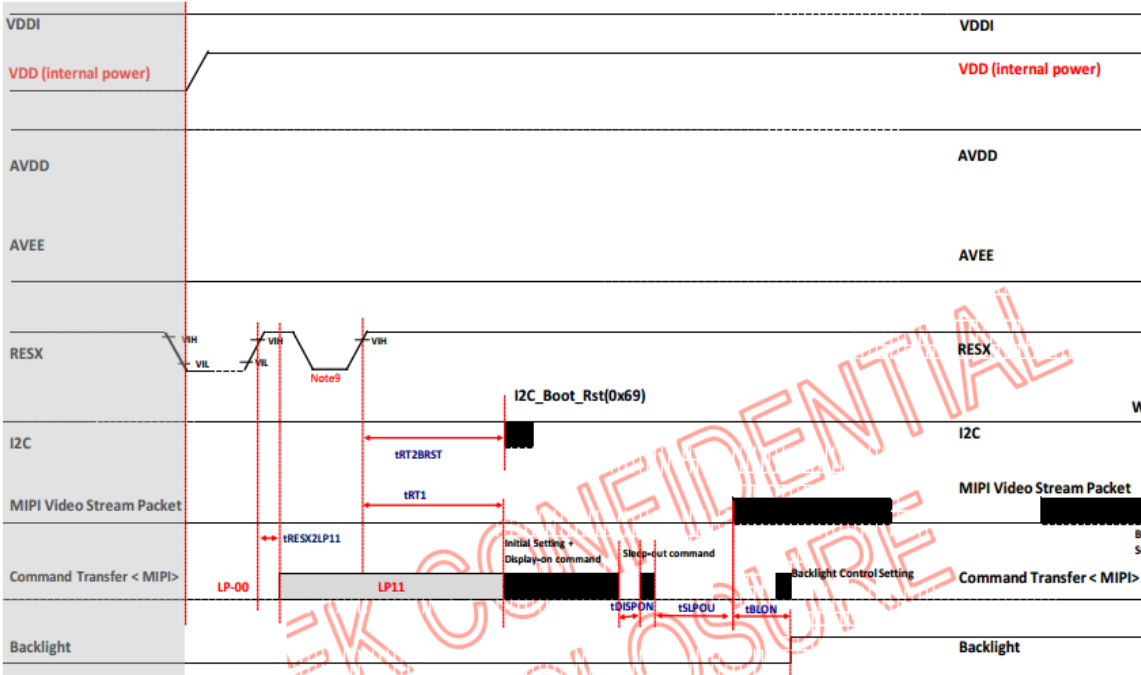 VDDI
VDDI
VDD (internal power)
VDD (internal power)
AVDD
AVDD
AVEE
AVEE
VIH
VIH
VIH
RESX
VIL
VIL
RESX
Note9
I2C_Boot_Rst(0x69)
W
I2C
I2C
tRT2BRST
tRT1
MIPI Video Stream Packet
MIPI Video Stream Packet
tRESX2LP11
Initial Setting +
Display-on command
Sleep-out command
B
S
Command Transfer < MIPI>
LP-00
LP11
Backlight Control Setting
Command Transfer < MIPI>
tDISPON
tSLPOU
tBLON
Backlight
Backlight
EK CONFIDENTIAL
LOSURE